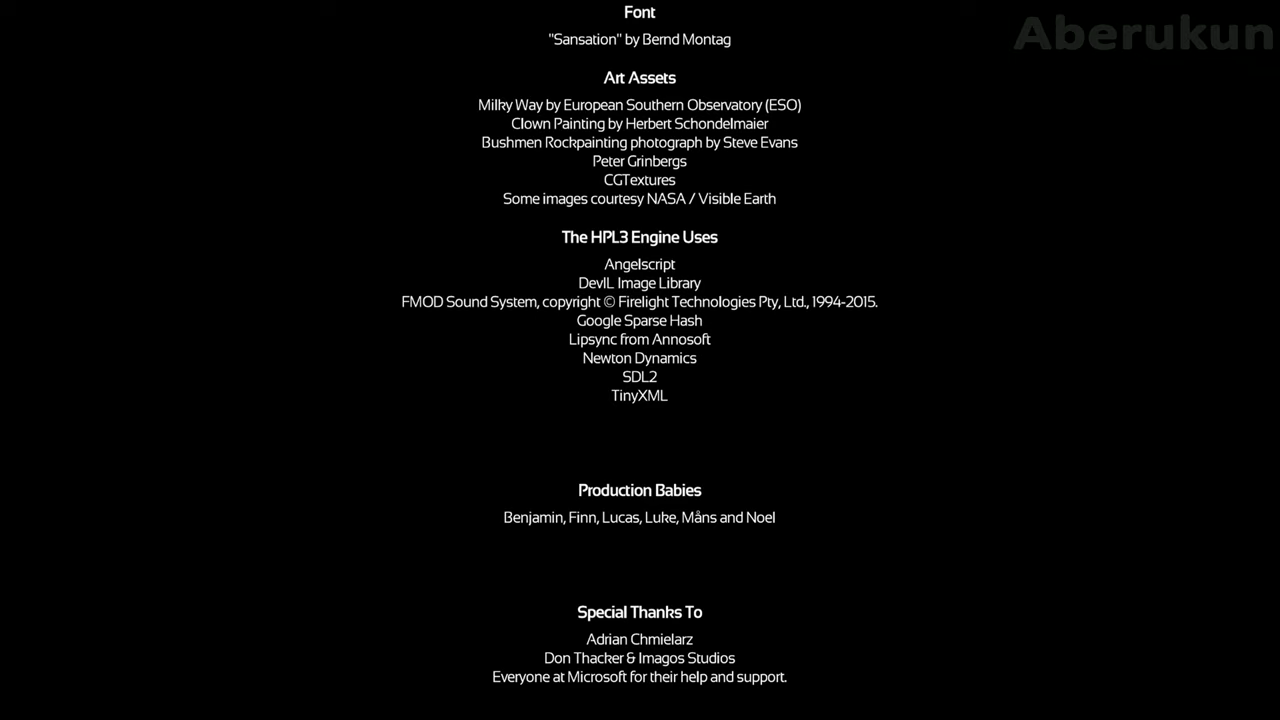 Aberukun
Font
"Sansation" by Bernd Montag
Art Assets
Milky Way by European Southern Observatory (ESO)
Clown Painting by Herbert Schondelmaier
Bushmen Rockpainting photograph by Steve Evans
Peter Grinbergs
CGTextures
Some images courtesy NASA / Visible Earth
The HPL3 Engine Uses
Angelscript
DevIL Image Library
FMOD Sound System, copyright © Firelight Technologies Pty, Ltd., 1994-2015.
Google Sparse Hash
Lipsync from Annosoft
Newton Dynamics
SDL2
TinyXML
Production Babies
Benjamin, Finn, Lucas, Luke, Måns and Noel
Special Thanks To
Adrian Chmielarz
Don Thacker & Imagos Studios
Everyone at Microsoft for their help and support.